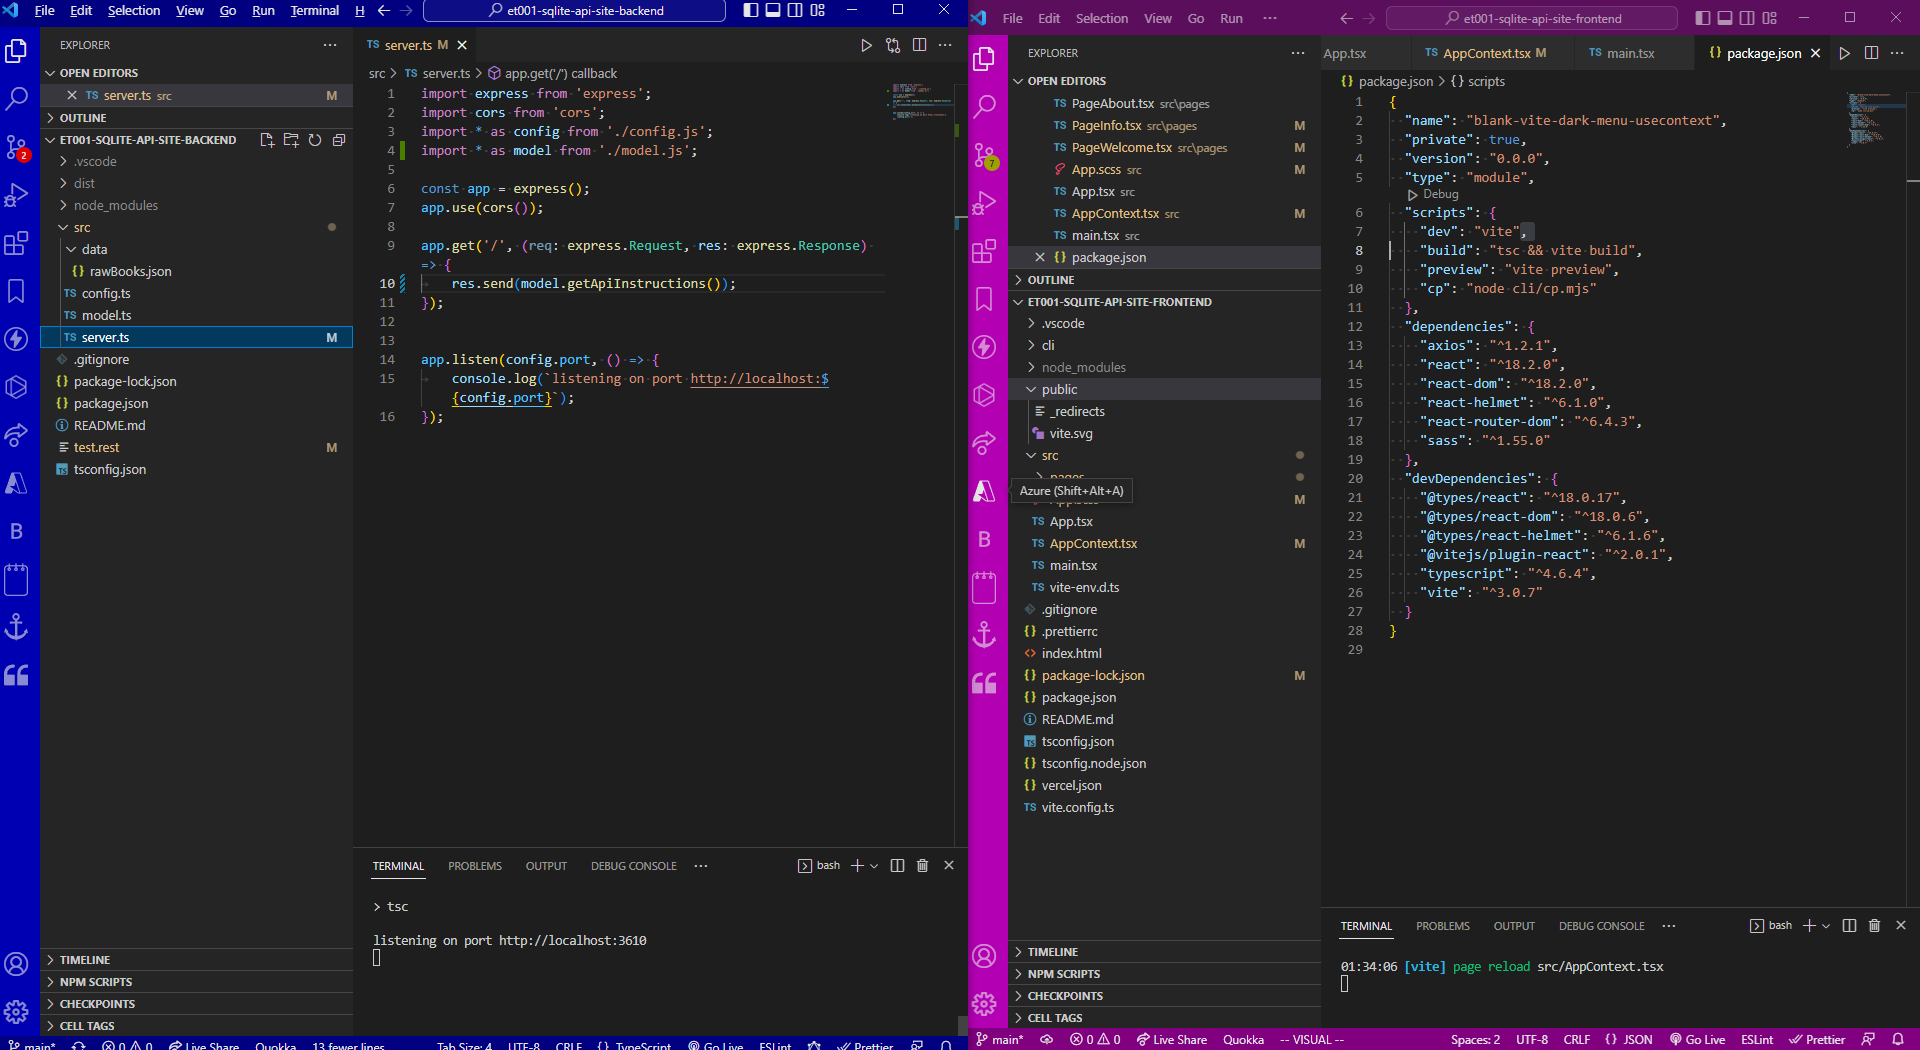 File Edit Selection View Go Run Terminal H
et001-sqlite-api-site-backend
EXPLORER
OPEN EDITORS
TS server.ts src M
OUTLINE
ET001-SQLITE-API-SITE-BACKEND
.vscode
dist
node_modules
src
data
{} rawBooks.json
TS config.ts
TS model.ts
TS server.ts M
.gitignore
{} package-lock.json
{} package.json
README.md
test.rest M
tsconfig.json
TIMELINE
NPM SCRIPTS
CHECKPOINTS
CELL TAGS
2
B
TS server.ts M
src > TS server.ts > app.get('/') callback
1 import express from 'express';
2 import cors from 'cors';
3 import * as config from './config.js';
4 import * as model from './model.js';
5
6 const app = express();
7 app.use(cors());
8
9 app.get('/', (req: express.Request, res: express.Response)
=> {
10 res.send(model.getApiInstructions());
11 });
12
13
14 app.listen(config.port, () => {
15 console.log(`listening on port http://localhost:$
{config.port}`);
16 });
TERMINAL PROBLEMS OUTPUT DEBUG CONSOLE
bash
> tsc
listening on port http://localhost:3610
main* 0 0 Live Share Quokka 13 fewer lines Tab Size: 4 UTF-8 CRLF {} TypeScript Go Live ESLint Prettier
File Edit Selection View Go Run
et001-sqlite-api-site-frontend
EXPLORER
OPEN EDITORS
TS PageAbout.tsx src\pages
TS PageInfo.tsx src\pages M
TS PageWelcome.tsx src\pages M
App.scss src M
TS App.tsx src
TS AppContext.tsx src M
TS main.tsx src
{} package.json
OUTLINE
ET001-SQLITE-API-SITE-FRONTEND
.vscode
cli
node_modules
public
_redirects
vite.svg
src
pages
Azure (Shift+Alt+A)
App.scss M
TS App.tsx
TS AppContext.tsx M
TS main.tsx
TS vite-env.d.ts
.gitignore
{} .prettierrc
<> index.html
{} package-lock.json M
{} package.json
README.md
tsconfig.json
{} tsconfig.node.json
{} vercel.json
TS vite.config.ts
TIMELINE
NPM SCRIPTS
CHECKPOINTS
CELL TAGS
7
B
App.tsx TS AppContext.tsx M TS main.tsx {} package.json
{} package.json > {} scripts
1 {
2 "name": "blank-vite-dark-menu-usecontext",
3 "private": true,
4 "version": "0.0.0",
5 "type": "module",
Debug
6 "scripts": {
7 "dev": "vite",
8 "build": "tsc && vite build",
9 "preview": "vite preview",
10 "cp": "node cli/cp.mjs"
11 },
12 "dependencies": {
13 "axios": "^1.2.1",
14 "react": "^18.2.0",
15 "react-dom": "^18.2.0",
16 "react-helmet": "^6.1.0",
17 "react-router-dom": "^6.4.3",
18 "sass": "^1.55.0"
19 },
20 "devDependencies": {
21 "@types/react": "^18.0.17",
22 "@types/react-dom": "^18.0.6",
23 "@types/react-helmet": "^6.1.6",
24 "@vitejs/plugin-react": "^2.0.1",
25 "typescript": "^4.6.4",
26 "vite": "^3.0.7"
27 }
28 }
29
TERMINAL PROBLEMS OUTPUT DEBUG CONSOLE
bash
01:34:06 [vite] page reload src/AppContext.tsx
main* 0 0 Live Share Quokka -- VISUAL -- Spaces: 2 UTF-8 CRLF {} JSON Go Live ESLint Prettier